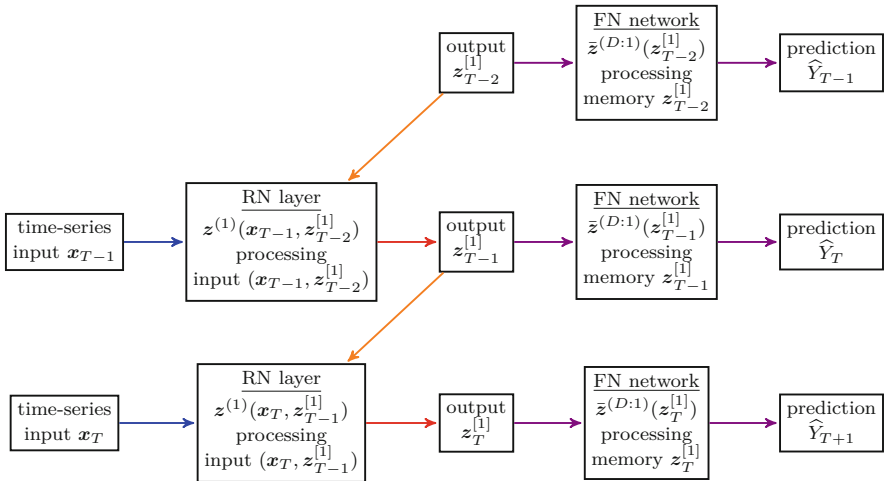 output
z_{T−2}^{[1]}
FN network
z̄^{(D:1)}(z_{T−2}^{[1]})
processing
memory z_{T−2}^{[1]}
prediction
Ŷ_{T−1}
time-series
input x_{T−1}
RN layer
z^{(1)}(x_{T−1}, z_{T−2}^{[1]})
processing
input (x_{T−1}, z_{T−2}^{[1]})
output
z_{T−1}^{[1]}
FN network
z̄^{(D:1)}(z_{T−1}^{[1]})
processing
memory z_{T−1}^{[1]}
prediction
Ŷ_T
time-series
input x_T
RN layer
z^{(1)}(x_T, z_{T−1}^{[1]})
processing
input (x_T, z_{T−1}^{[1]})
output
z_T^{[1]}
FN network
z̄^{(D:1)}(z_T^{[1]})
processing
memory z_T^{[1]}
prediction
Ŷ_{T+1}